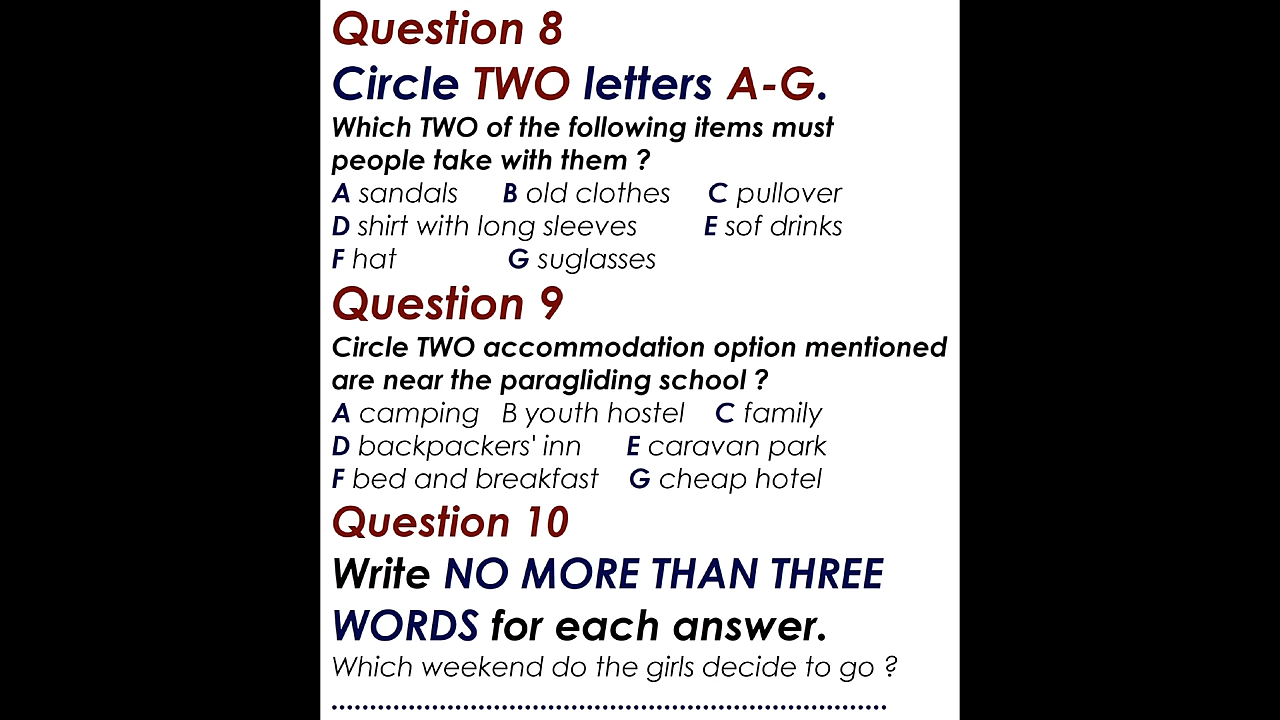 Question 8
Circle TWO letters A-G.
Which TWO of the following items must
people take with them ?
A sandals B old clothes C pullover
D shirt with long sleeves E sof drinks
F hat G suglasses
Question 9
Circle TWO accommodation option mentioned
are near the paragliding school ?
A camping B youth hostel C family
D backpackers' inn E caravan park
F bed and breakfast G cheap hotel
Question 10
Write NO MORE THAN THREE
WORDS for each answer.
Which weekend do the girls decide to go ?
........................................................................